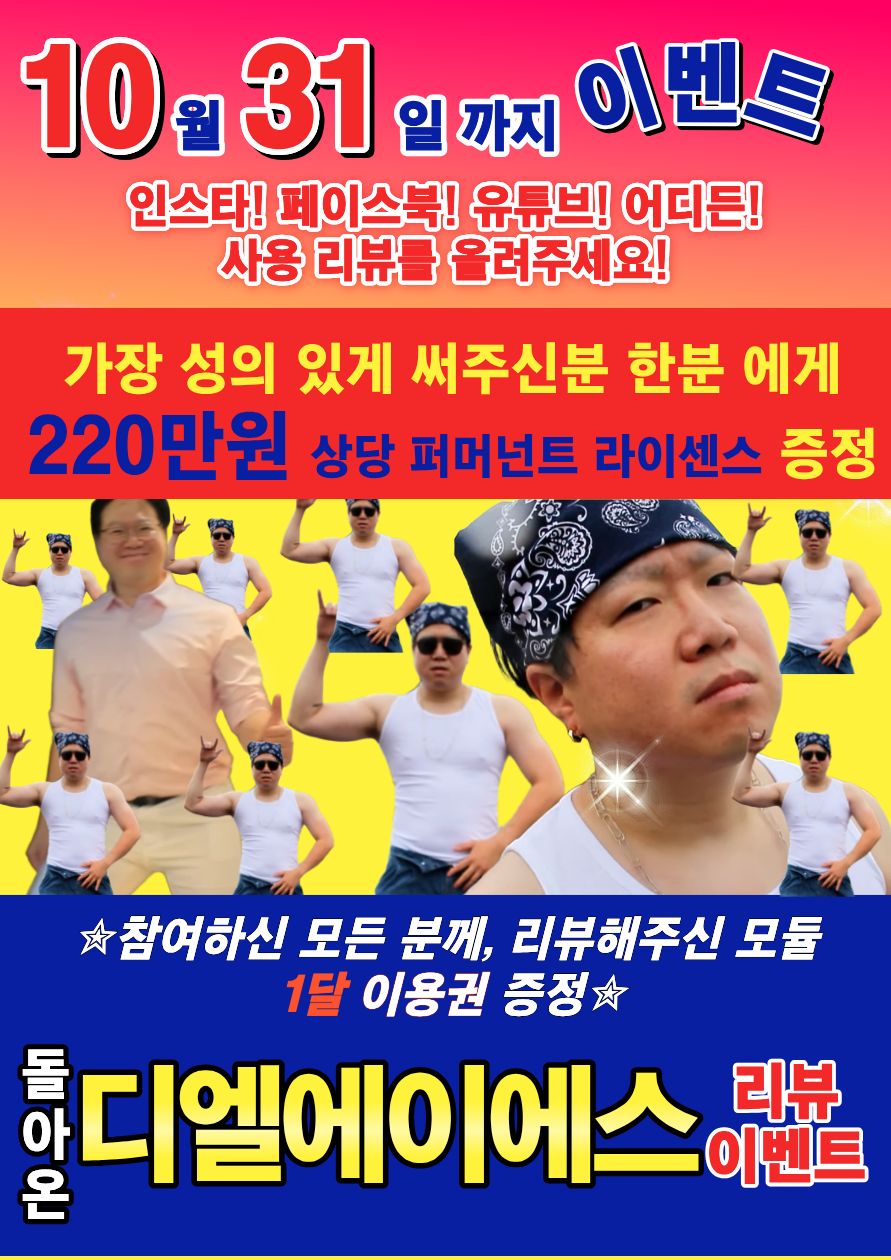 10월 31일 까지 이벤트
인스타! 페이스북! 유튜브! 어디든!
사용 리뷰를 올려주세요!
가장 성의 있게 써주신분 한분 에게
220만원 상당 퍼머넌트 라이센스 증정
☆참여하신 모든 분께, 리뷰해주신 모듈
1달 이용권 증정☆
돌아온 디엘에이에스 리뷰
이벤트